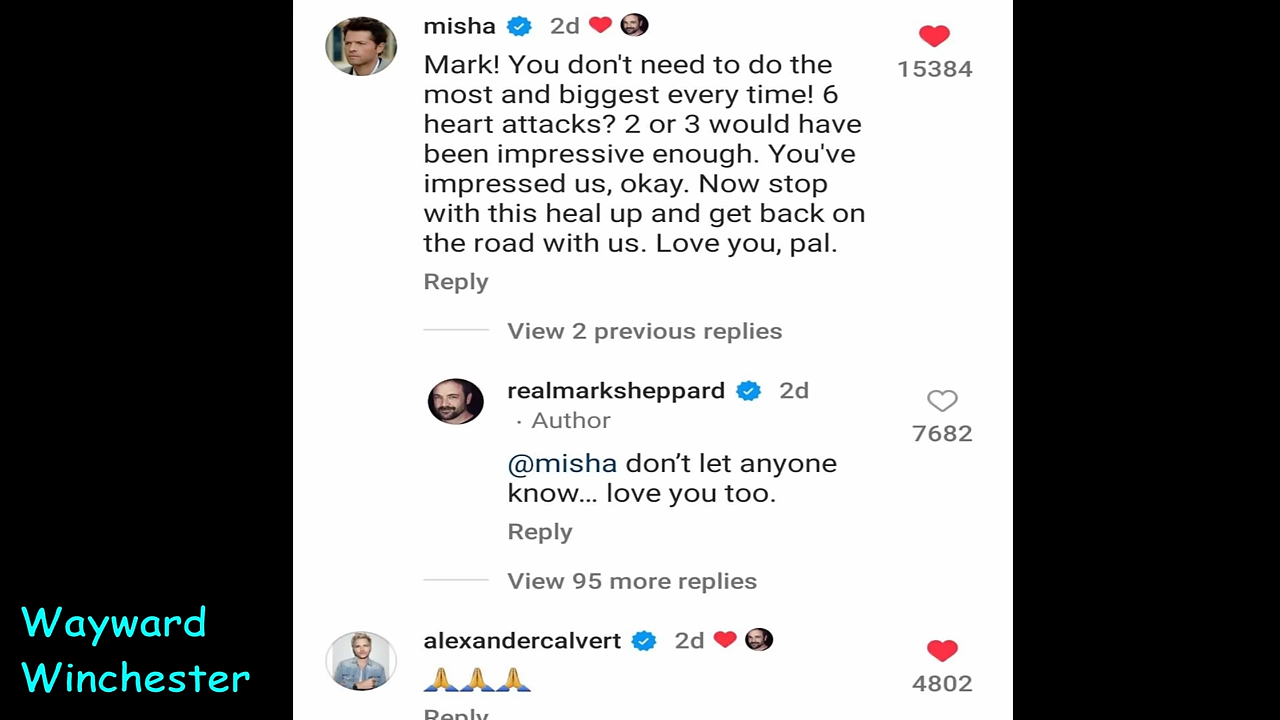 misha 2d
15384
Mark! You don't need to do the
most and biggest every time! 6
heart attacks? 2 or 3 would have
been impressive enough. You've
impressed us, okay. Now stop
with this heal up and get back on
the road with us. Love you, pal.
Reply
View 2 previous replies
realmarksheppard 2d
· Author
7682
@misha don’t let anyone
know... love you too.
Reply
View 95 more replies
alexandercalvert 2d
🙏🙏🙏
4802
Reply
Wayward
Winchester